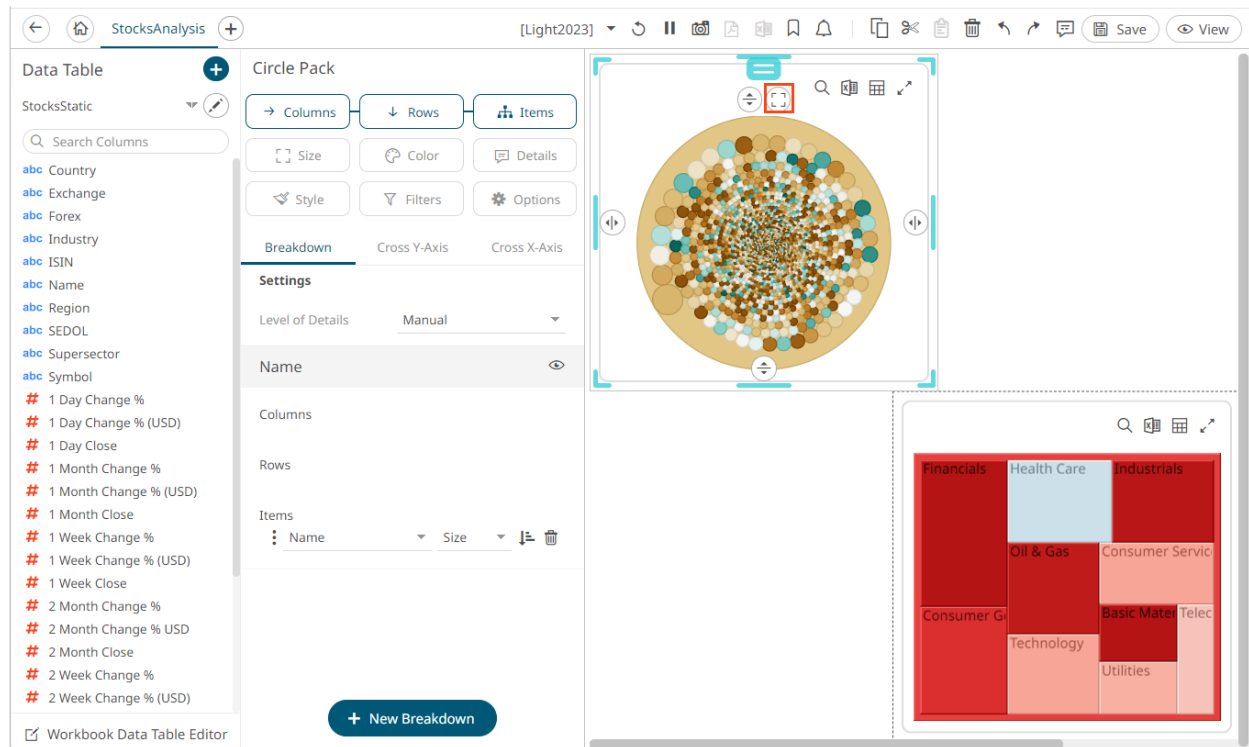 StocksAnalysis
[Light2023]
Save
View
Data Table
StocksStatic
Search Columns
abc Country
abc Exchange
abc Forex
abc Industry
abc ISIN
abc Name
abc Region
abc SEDOL
abc Supersector
abc Symbol
# 1 Day Change %
# 1 Day Change % (USD)
# 1 Day Close
# 1 Month Change %
# 1 Month Change % (USD)
# 1 Month Close
# 1 Week Change %
# 1 Week Change % (USD)
# 1 Week Close
# 2 Month Change %
# 2 Month Change % USD
# 2 Month Close
# 2 Week Change %
# 2 Week Change % (USD)
Workbook Data Table Editor
Circle Pack
Columns
Rows
Items
Size
Color
Details
Style
Filters
Options
Breakdown
Cross Y-Axis
Cross X-Axis
Settings
Level of Details
Manual
Name
Columns
Rows
Items
Name
Size
+ New Breakdown
Financials
Health Care
Industrials
Oil & Gas
Consumer Servic
Consumer G
Basic Mater
Telec
Technology
Utilities